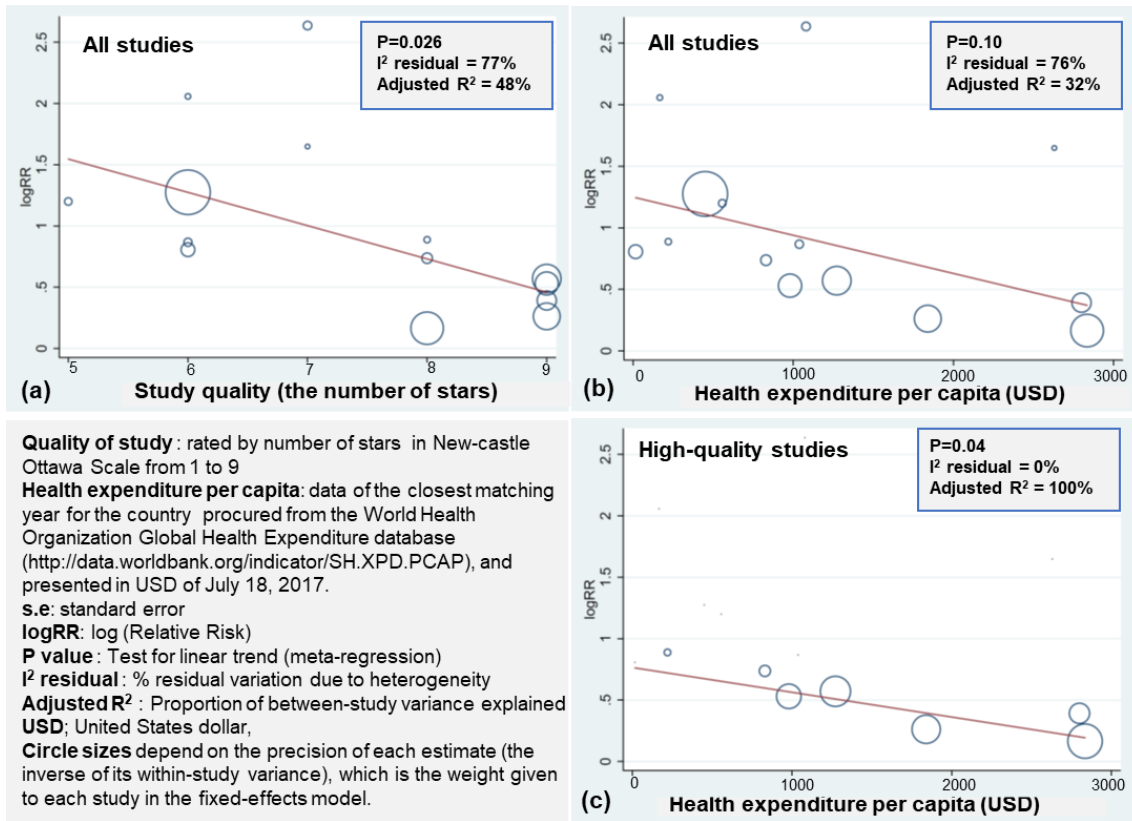 All studies
P=0.026
I² residual = 77%
Adjusted R² = 48%
2.5
2
1.5
1
.5
0
logRR
5 6 7 8 9
(a) Study quality (the number of stars)
All studies
P=0.10
I² residual = 76%
Adjusted R² = 32%
2.5
2
1.5
1
.5
0
logRR
0 1000 2000 3000
(b) Health expenditure per capita (USD)
Quality of study : rated by number of stars in New-castle
Ottawa Scale from 1 to 9
Health expenditure per capita: data of the closest matching
year for the country procured from the World Health
Organization Global Health Expenditure database
(http://data.worldbank.org/indicator/SH.XPD.PCAP), and
presented in USD of July 18, 2017.
s.e: standard error
logRR: log (Relative Risk)
P value : Test for linear trend (meta-regression)
I² residual : % residual variation due to heterogeneity
Adjusted R² : Proportion of between-study variance explained
USD; United States dollar,
Circle sizes depend on the precision of each estimate (the
inverse of its within-study variance), which is the weight given
to each study in the fixed-effects model.
High-quality studies
P=0.04
I² residual = 0%
Adjusted R² = 100%
2.5
2
1.5
1
.5
0
logRR
0 1000 2000 3000
(c) Health expenditure per capita (USD)